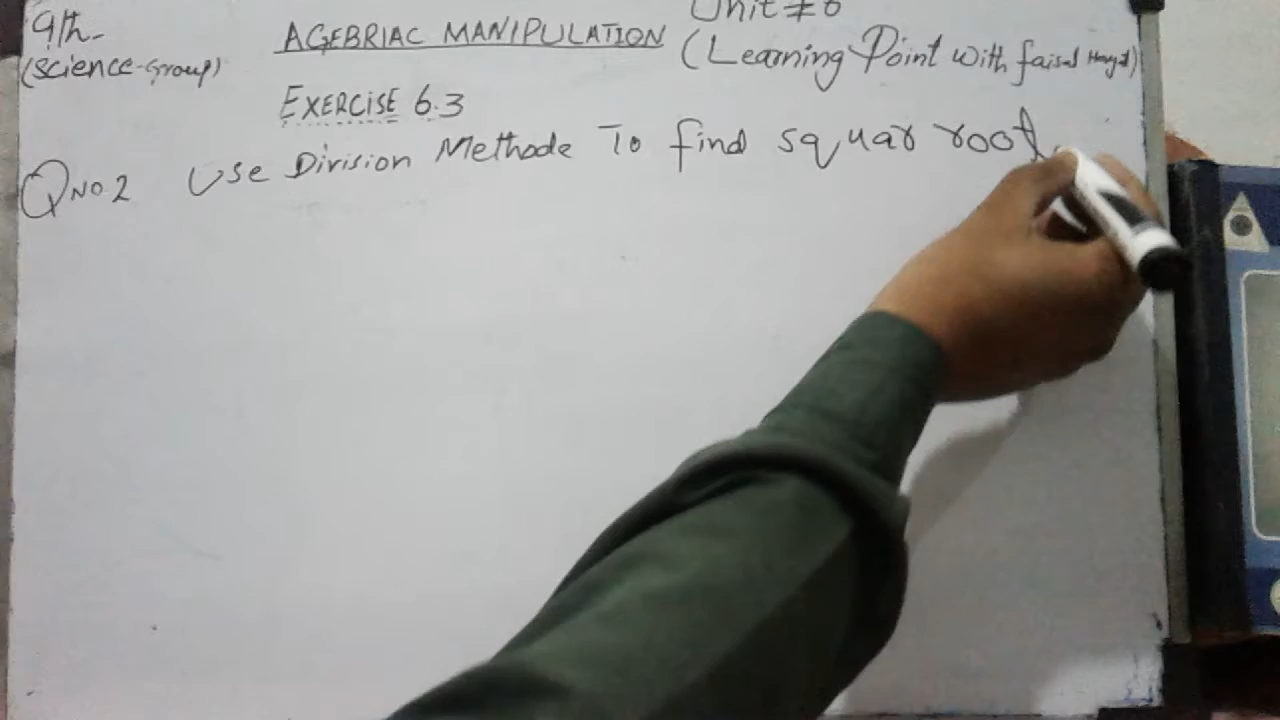 9th-
(Science-Group)
AGEBRIAC MANIPULATION
Unit # 6
(Learning Point with faisal
EXERCISE 6.3
QNO.2 Use Division Methode To find squar root